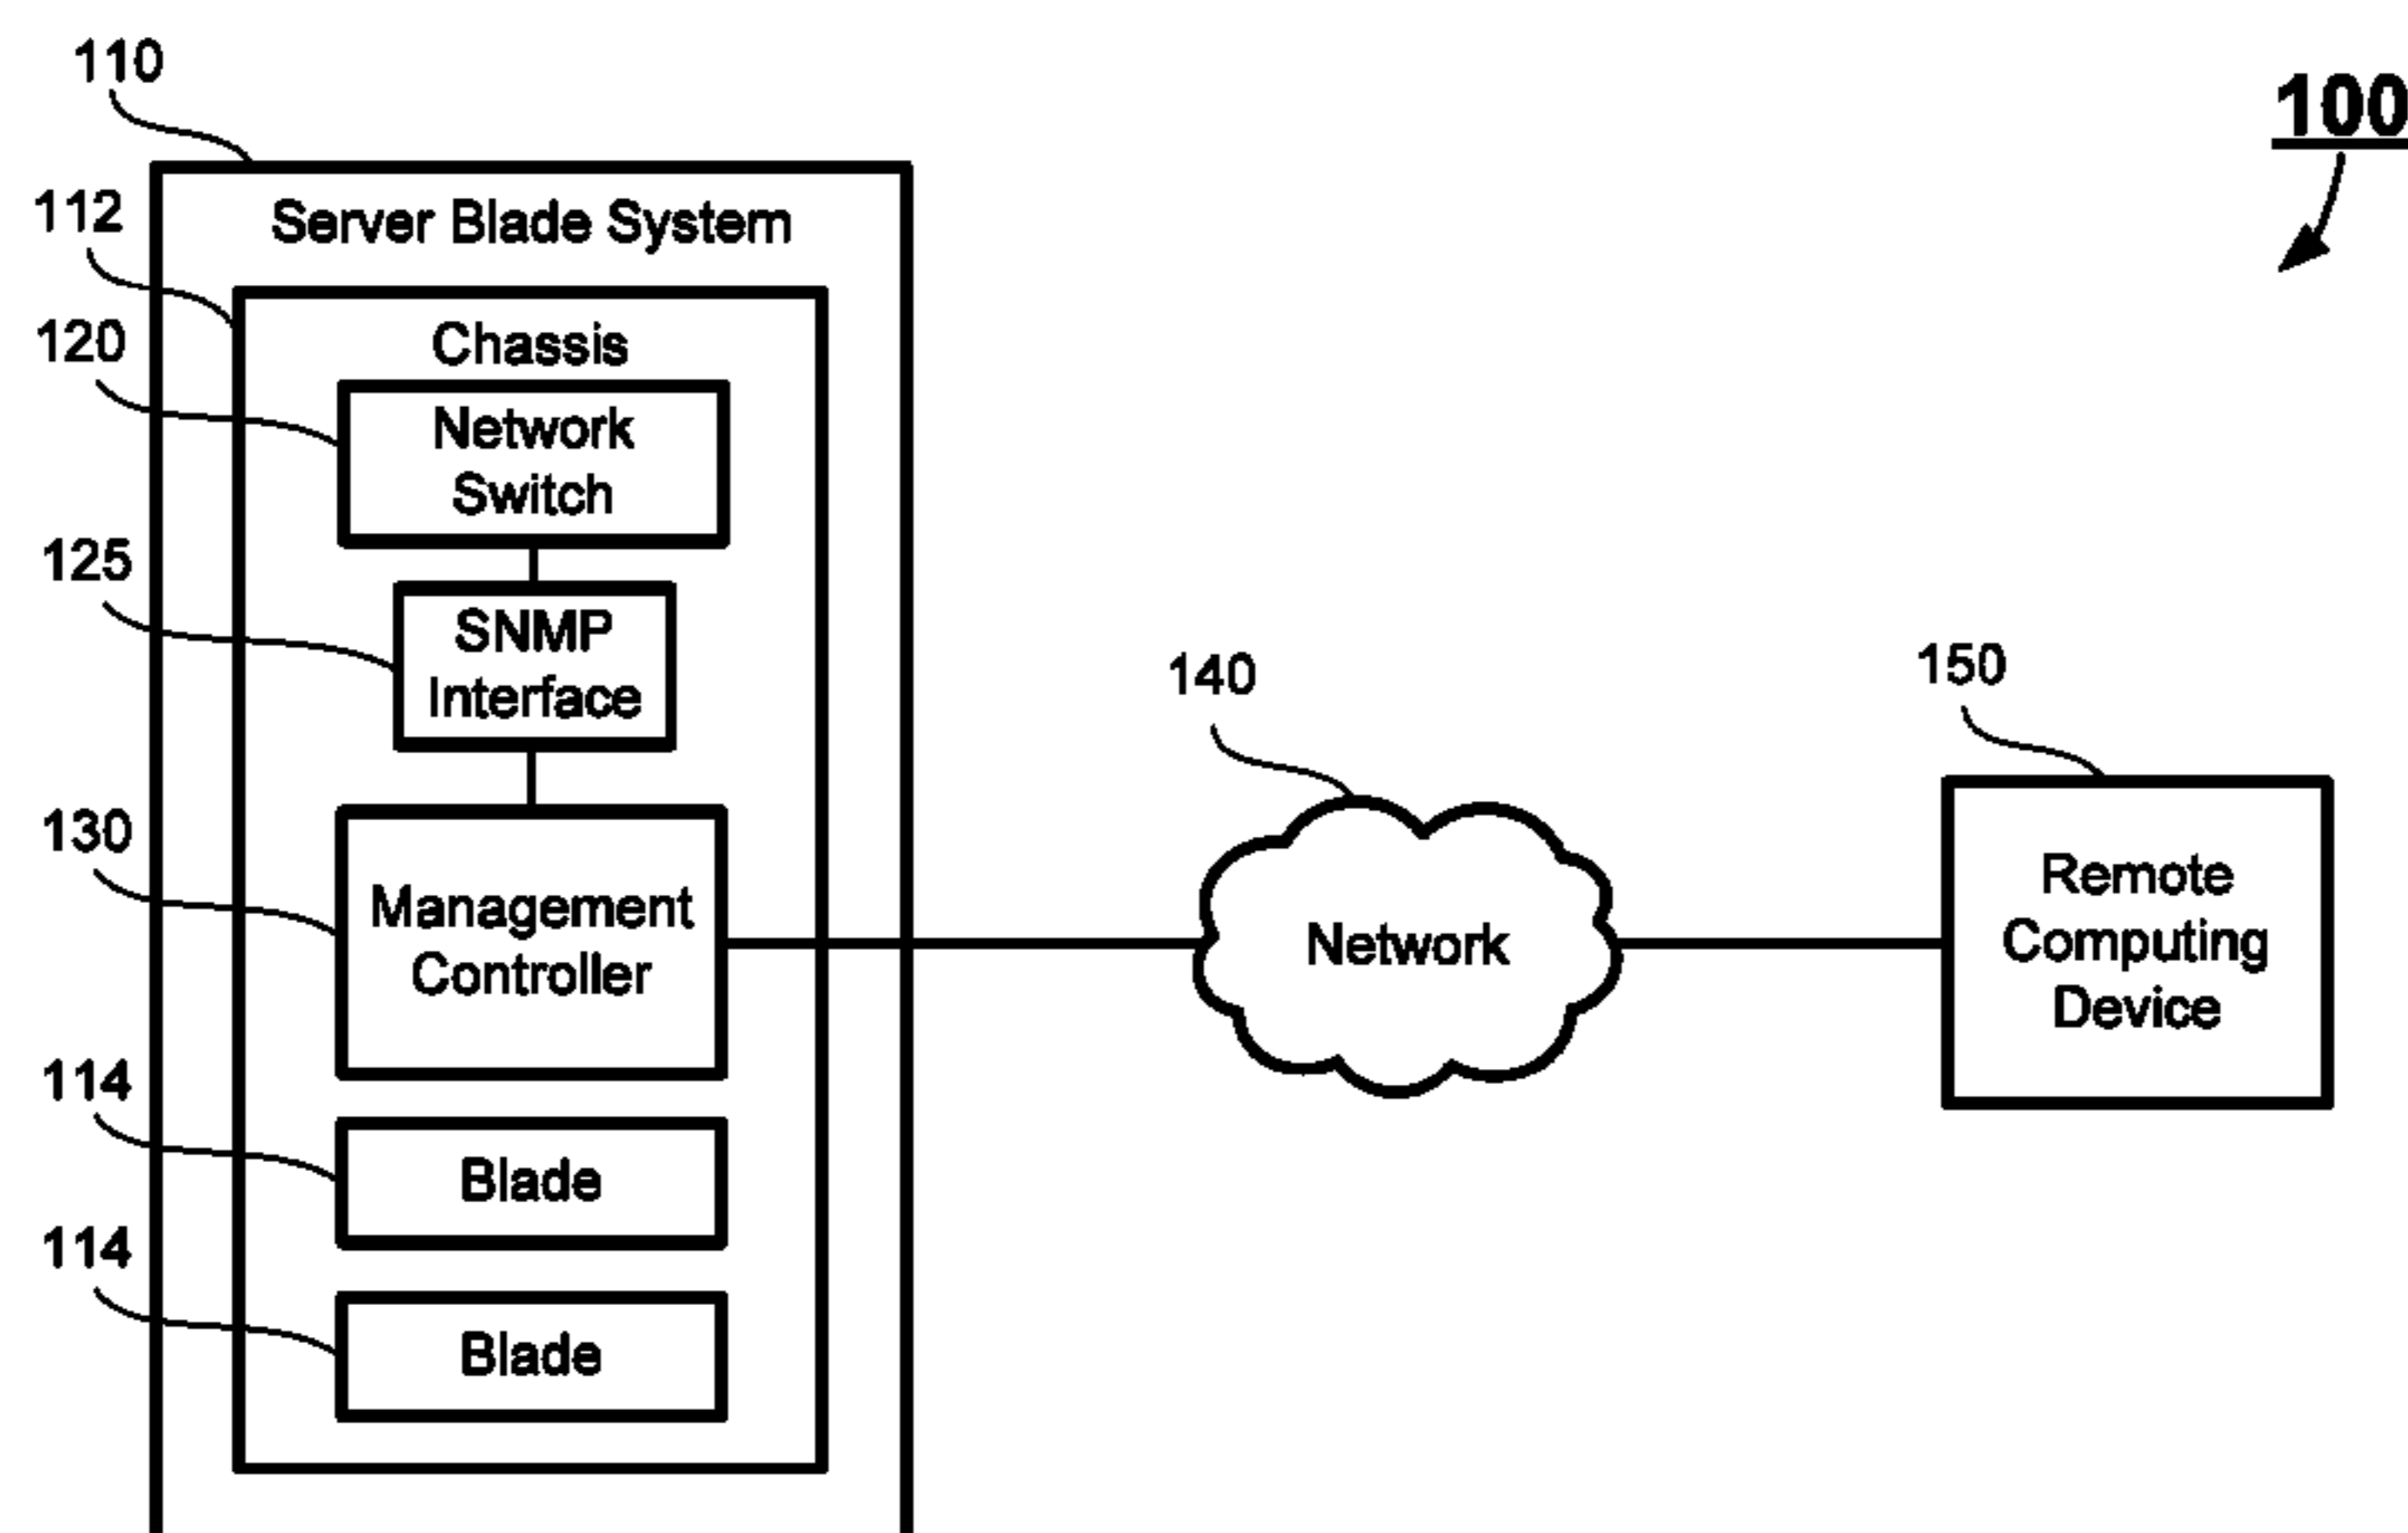 110
100
112
Server Blade System
120
Chassis
Network
Switch
125
SNMP
Interface
140
150
130
Management
Controller
Network
Remote
Computing
Device
114
Blade
114
Blade